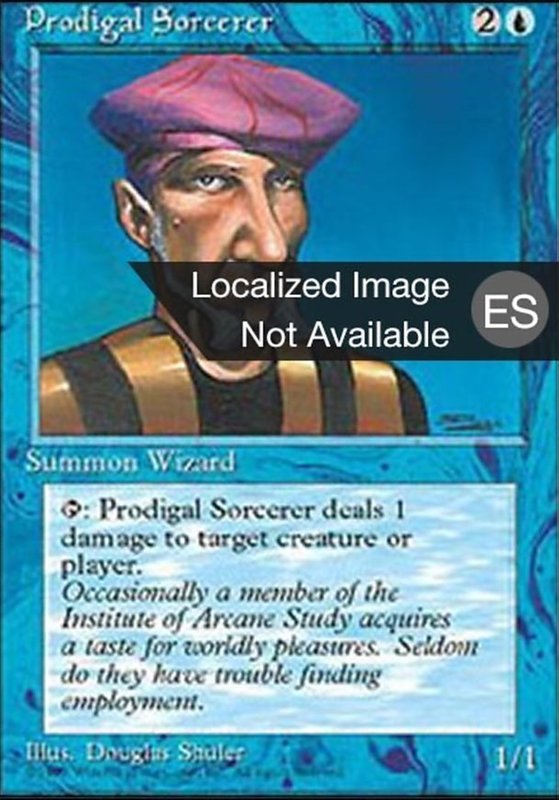 Prodigal Sorcerer
2
Localized Image
Not Available
ES
Summon Wizard
: Prodigal Sorcerer deals 1
damage to target creature or
player.
Occasionally a member of the
Institute of Arcane Study acquires
a taste for worldly pleasures. Seldom
do they have trouble finding
employment.
Illus. Douglas Shuler
1/1